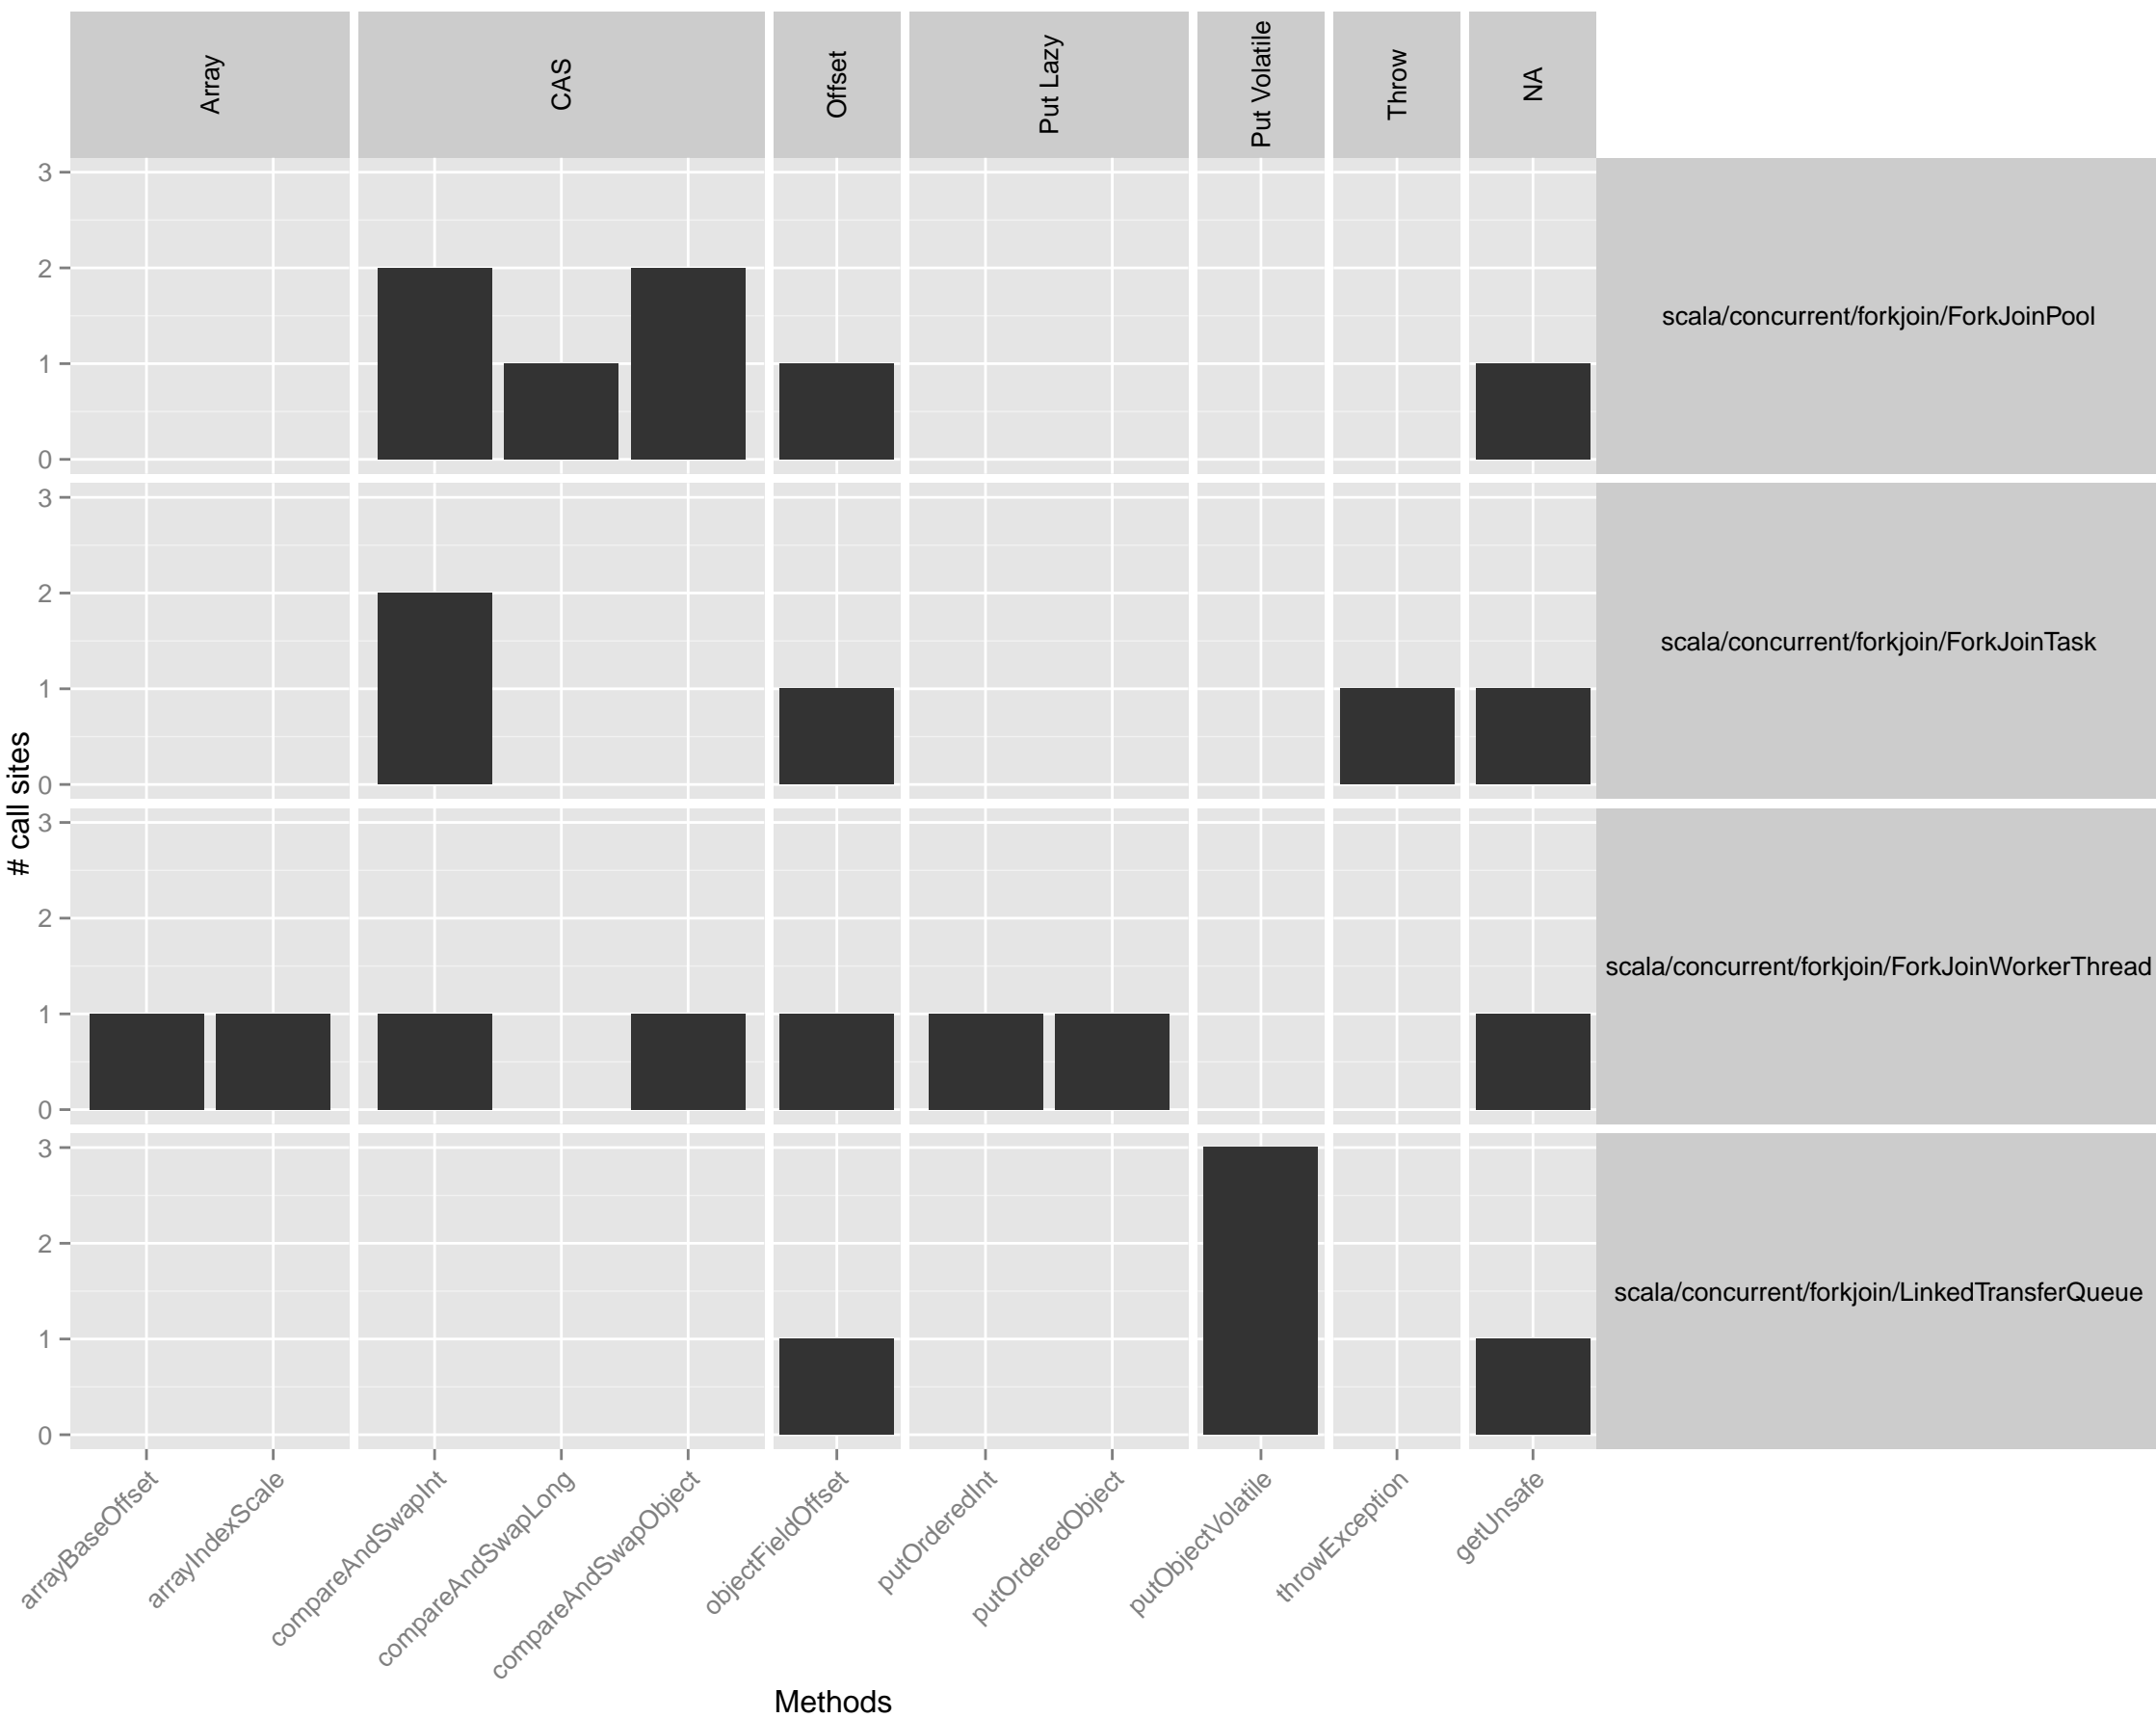 Array
CAS
Offset
Put Lazy
Put Volatile
Throw
NA
3
2
1
0
scala/concurrent/forkjoin/ForkJoinPool
3
2
1
0
scala/concurrent/forkjoin/ForkJoinTask
# call sites
3
2
1
0
scala/concurrent/forkjoin/ForkJoinWorkerThread
3
2
1
0
scala/concurrent/forkjoin/LinkedTransferQueue
arrayBaseOffset
arrayIndexScale
compareAndSwapInt
compareAndSwapLong
compareAndSwapObject
objectFieldOffset
putOrderedInt
putOrderedObject
putObjectVolatile
throwException
getUnsafe
Methods